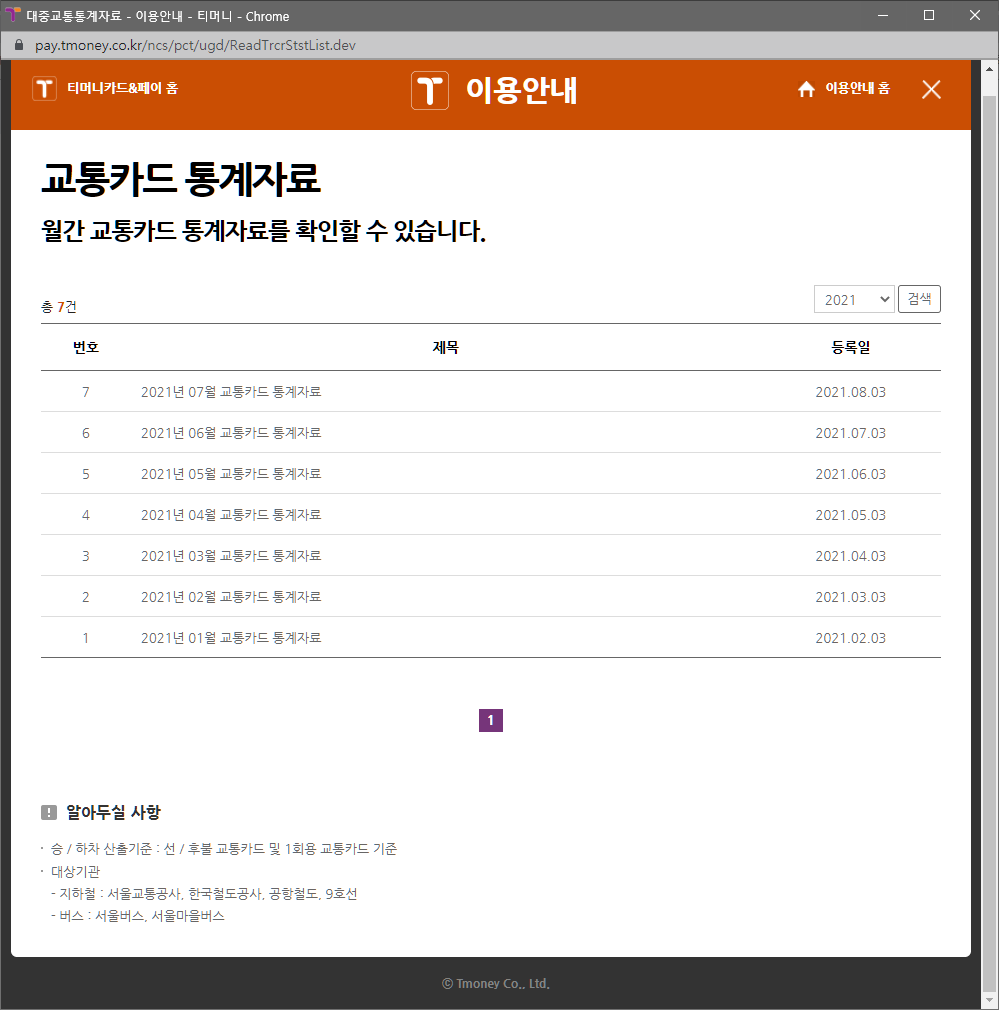 대중교통통계자료 - 이용안내 - 티머니 - Chrome
pay.tmoney.co.kr/ncs/pct/ugd/ReadTrcrStstList.dev
티머니카드&페이 홈
이용안내
이용안내 홈
교통카드 통계자료
월간 교통카드 통계자료를 확인할 수 있습니다.
총 7건
2021
검색
번호 제목 등록일
7 2021년 07월 교통카드 통계자료 2021.08.03
6 2021년 06월 교통카드 통계자료 2021.07.03
5 2021년 05월 교통카드 통계자료 2021.06.03
4 2021년 04월 교통카드 통계자료 2021.05.03
3 2021년 03월 교통카드 통계자료 2021.04.03
2 2021년 02월 교통카드 통계자료 2021.03.03
1 2021년 01월 교통카드 통계자료 2021.02.03
1
알아두실 사항
· 승 / 하차 산출기준 : 선 / 후불 교통카드 및 1회용 교통카드 기준
· 대상기관
- 지하철 : 서울교통공사, 한국철도공사, 공항철도, 9호선
- 버스 : 서울버스, 서울마을버스
ⓒ Tmoney Co,. Ltd.